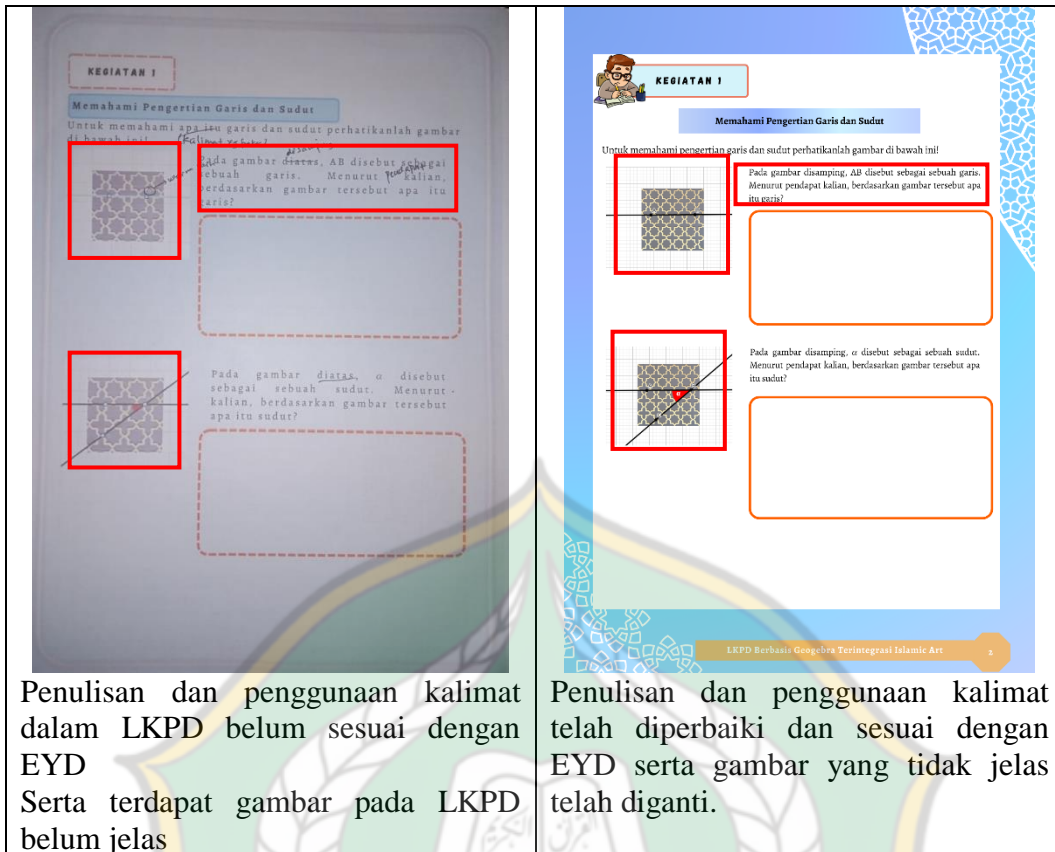 KEGIATAN 1
Memahami Pengertian Garis dan Sudut
Untuk memahami apa itu garis dan sudut perhatikanlah gambar
di bawah ini!
disamping
Pada gambar diatas, AB disebut sebagai
sebuah garis. Menurut kalian,
pendapat
berdasarkan gambar tersebut apa itu
garis?
Pada gambar diatas, α disebut
sebagai sebuah sudut. Menurut
kalian, berdasarkan gambar tersebut
apa itu sudut?
Penulisan dan penggunaan kalimat
dalam LKPD belum sesuai dengan
EYD
Serta terdapat gambar pada LKPD
belum jelas
KEGIATAN 1
Memahami Pengertian Garis dan Sudut
Untuk memahami pengertian garis dan sudut perhatikanlah gambar di bawah ini!
Pada gambar disamping, AB disebut sebagai sebuah garis.
Menurut pendapat kalian, berdasarkan gambar tersebut apa
itu garis?
Pada gambar disamping, α disebut sebagai sebuah sudut.
Menurut pendapat kalian, berdasarkan gambar tersebut apa
itu sudut?
α
LKPD Berbasis Geogebra Terintegrasi Islamic Art 2
Penulisan dan penggunaan kalimat
telah diperbaiki dan sesuai dengan
EYD serta gambar yang tidak jelas
telah diganti.